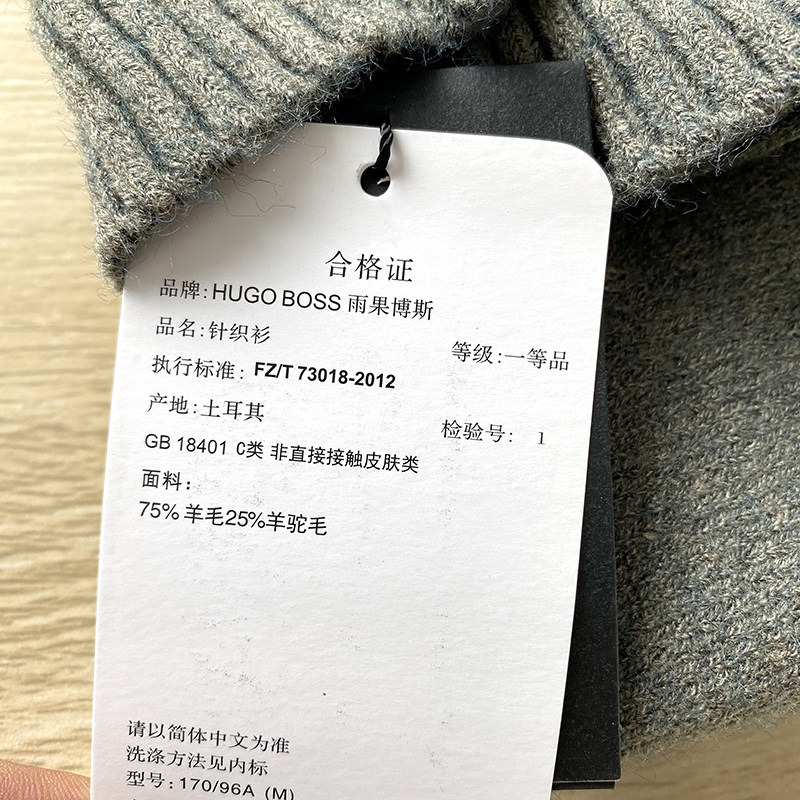 合格证
品牌:HUGO BOSS 雨果博斯
品名:针织衫
等级:一等品
执行标准: FZ/T 73018-2012
产地:土耳其
检验号: 1
GB 18401 C类 非直接接触皮肤类
面料:
75% 羊毛25%羊驼毛
请以简体中文为准
洗涤方法见内标
型号:170/96A (M)